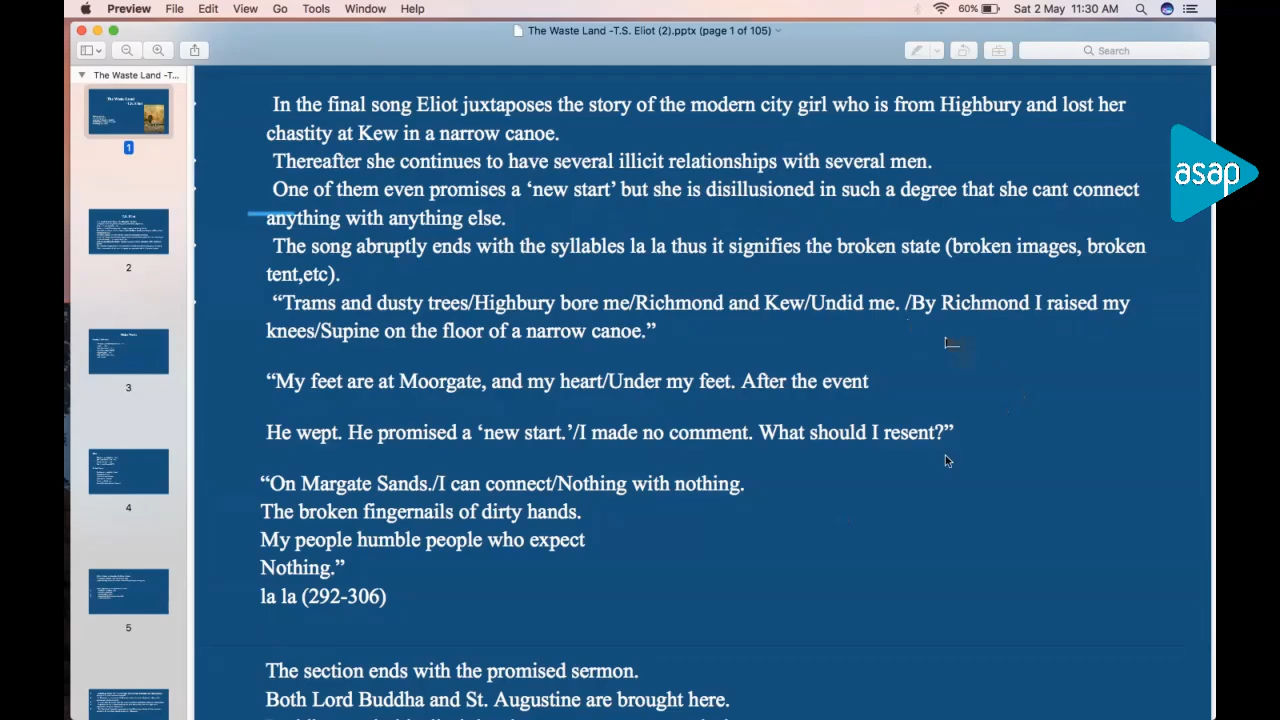 Preview File Edit View Go Tools Window Help 60% Sat 2 May 11:30 AM
The Waste Land -T.S. Eliot (2).pptx (page 1 of 105)
Search
The Waste Land -T...
In the final song Eliot juxtaposes the story of the modern city girl who is from Highbury and lost her
chastity at Kew in a narrow canoe.
Thereafter she continues to have several illicit relationships with several men.
One of them even promises a ‘new start’ but she is disillusioned in such a degree that she cant connect
anything with anything else.
The song abruptly ends with the syllables la la thus it signifies the broken state (broken images, broken
tent,etc).
“Trams and dusty trees/Highbury bore me/Richmond and Kew/Undid me. /By Richmond I raised my
knees/Supine on the floor of a narrow canoe.”
“My feet are at Moorgate, and my heart/Under my feet. After the event
He wept. He promised a ‘new start.’/I made no comment. What should I resent?”
“On Margate Sands./I can connect/Nothing with nothing.
The broken fingernails of dirty hands.
My people humble people who expect
Nothing.”
la la (292-306)
The section ends with the promised sermon.
Both Lord Buddha and St. Augustine are brought here.
1
2
3
4
5
asap